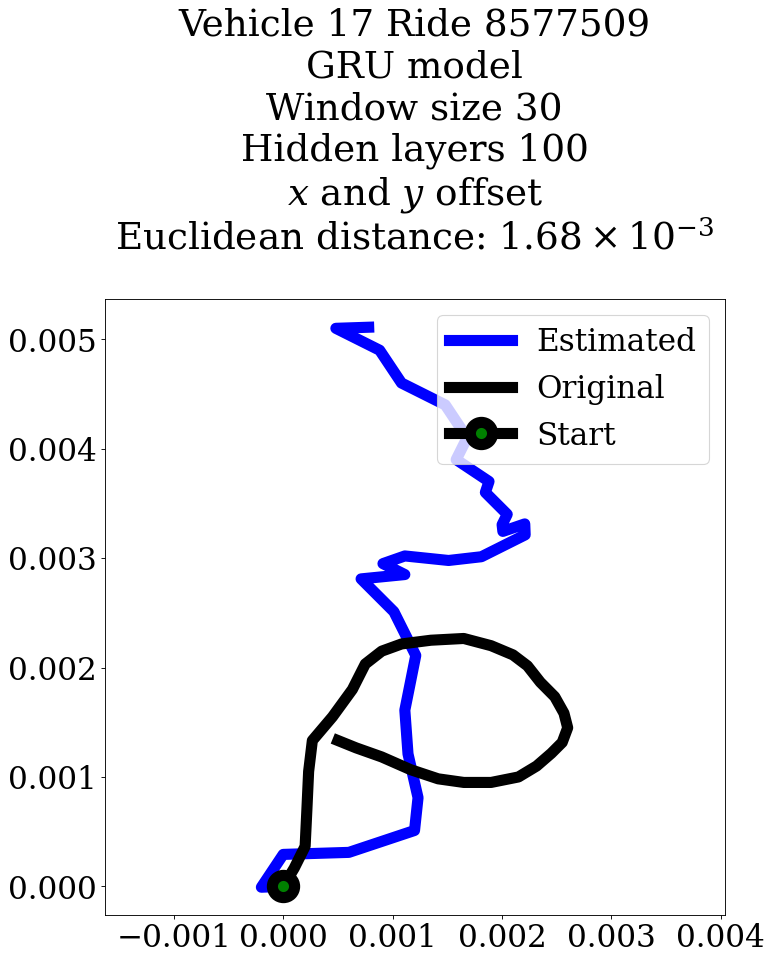 Vehicle 17 Ride 8577509
GRU model
Window size 30
Hidden layers 100
x and y offset
Euclidean distance: 1.68 × 10⁻³
Estimated
Original
Start
0.005
0.004
0.003
0.002
0.001
0.000
−0.001 0.000 0.001 0.002 0.003 0.004